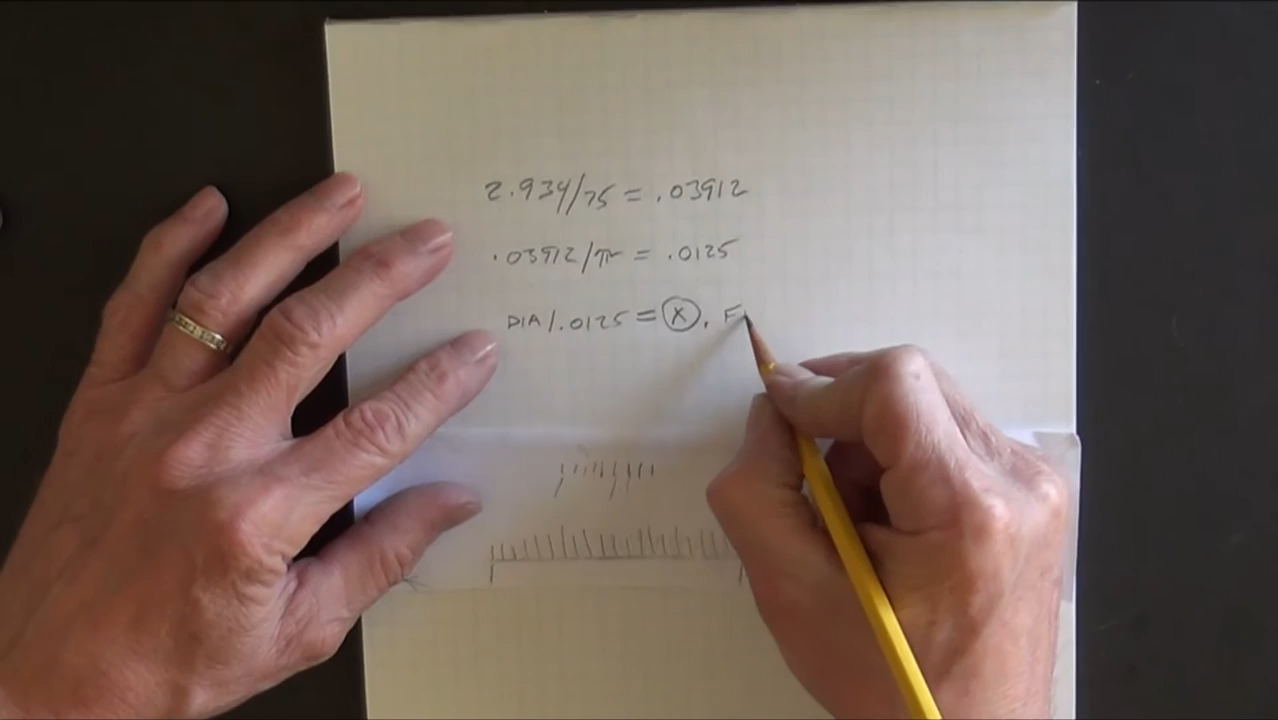 2.934/75 = .03912
.03912/π = .0125
DIA/.0125 = X, F